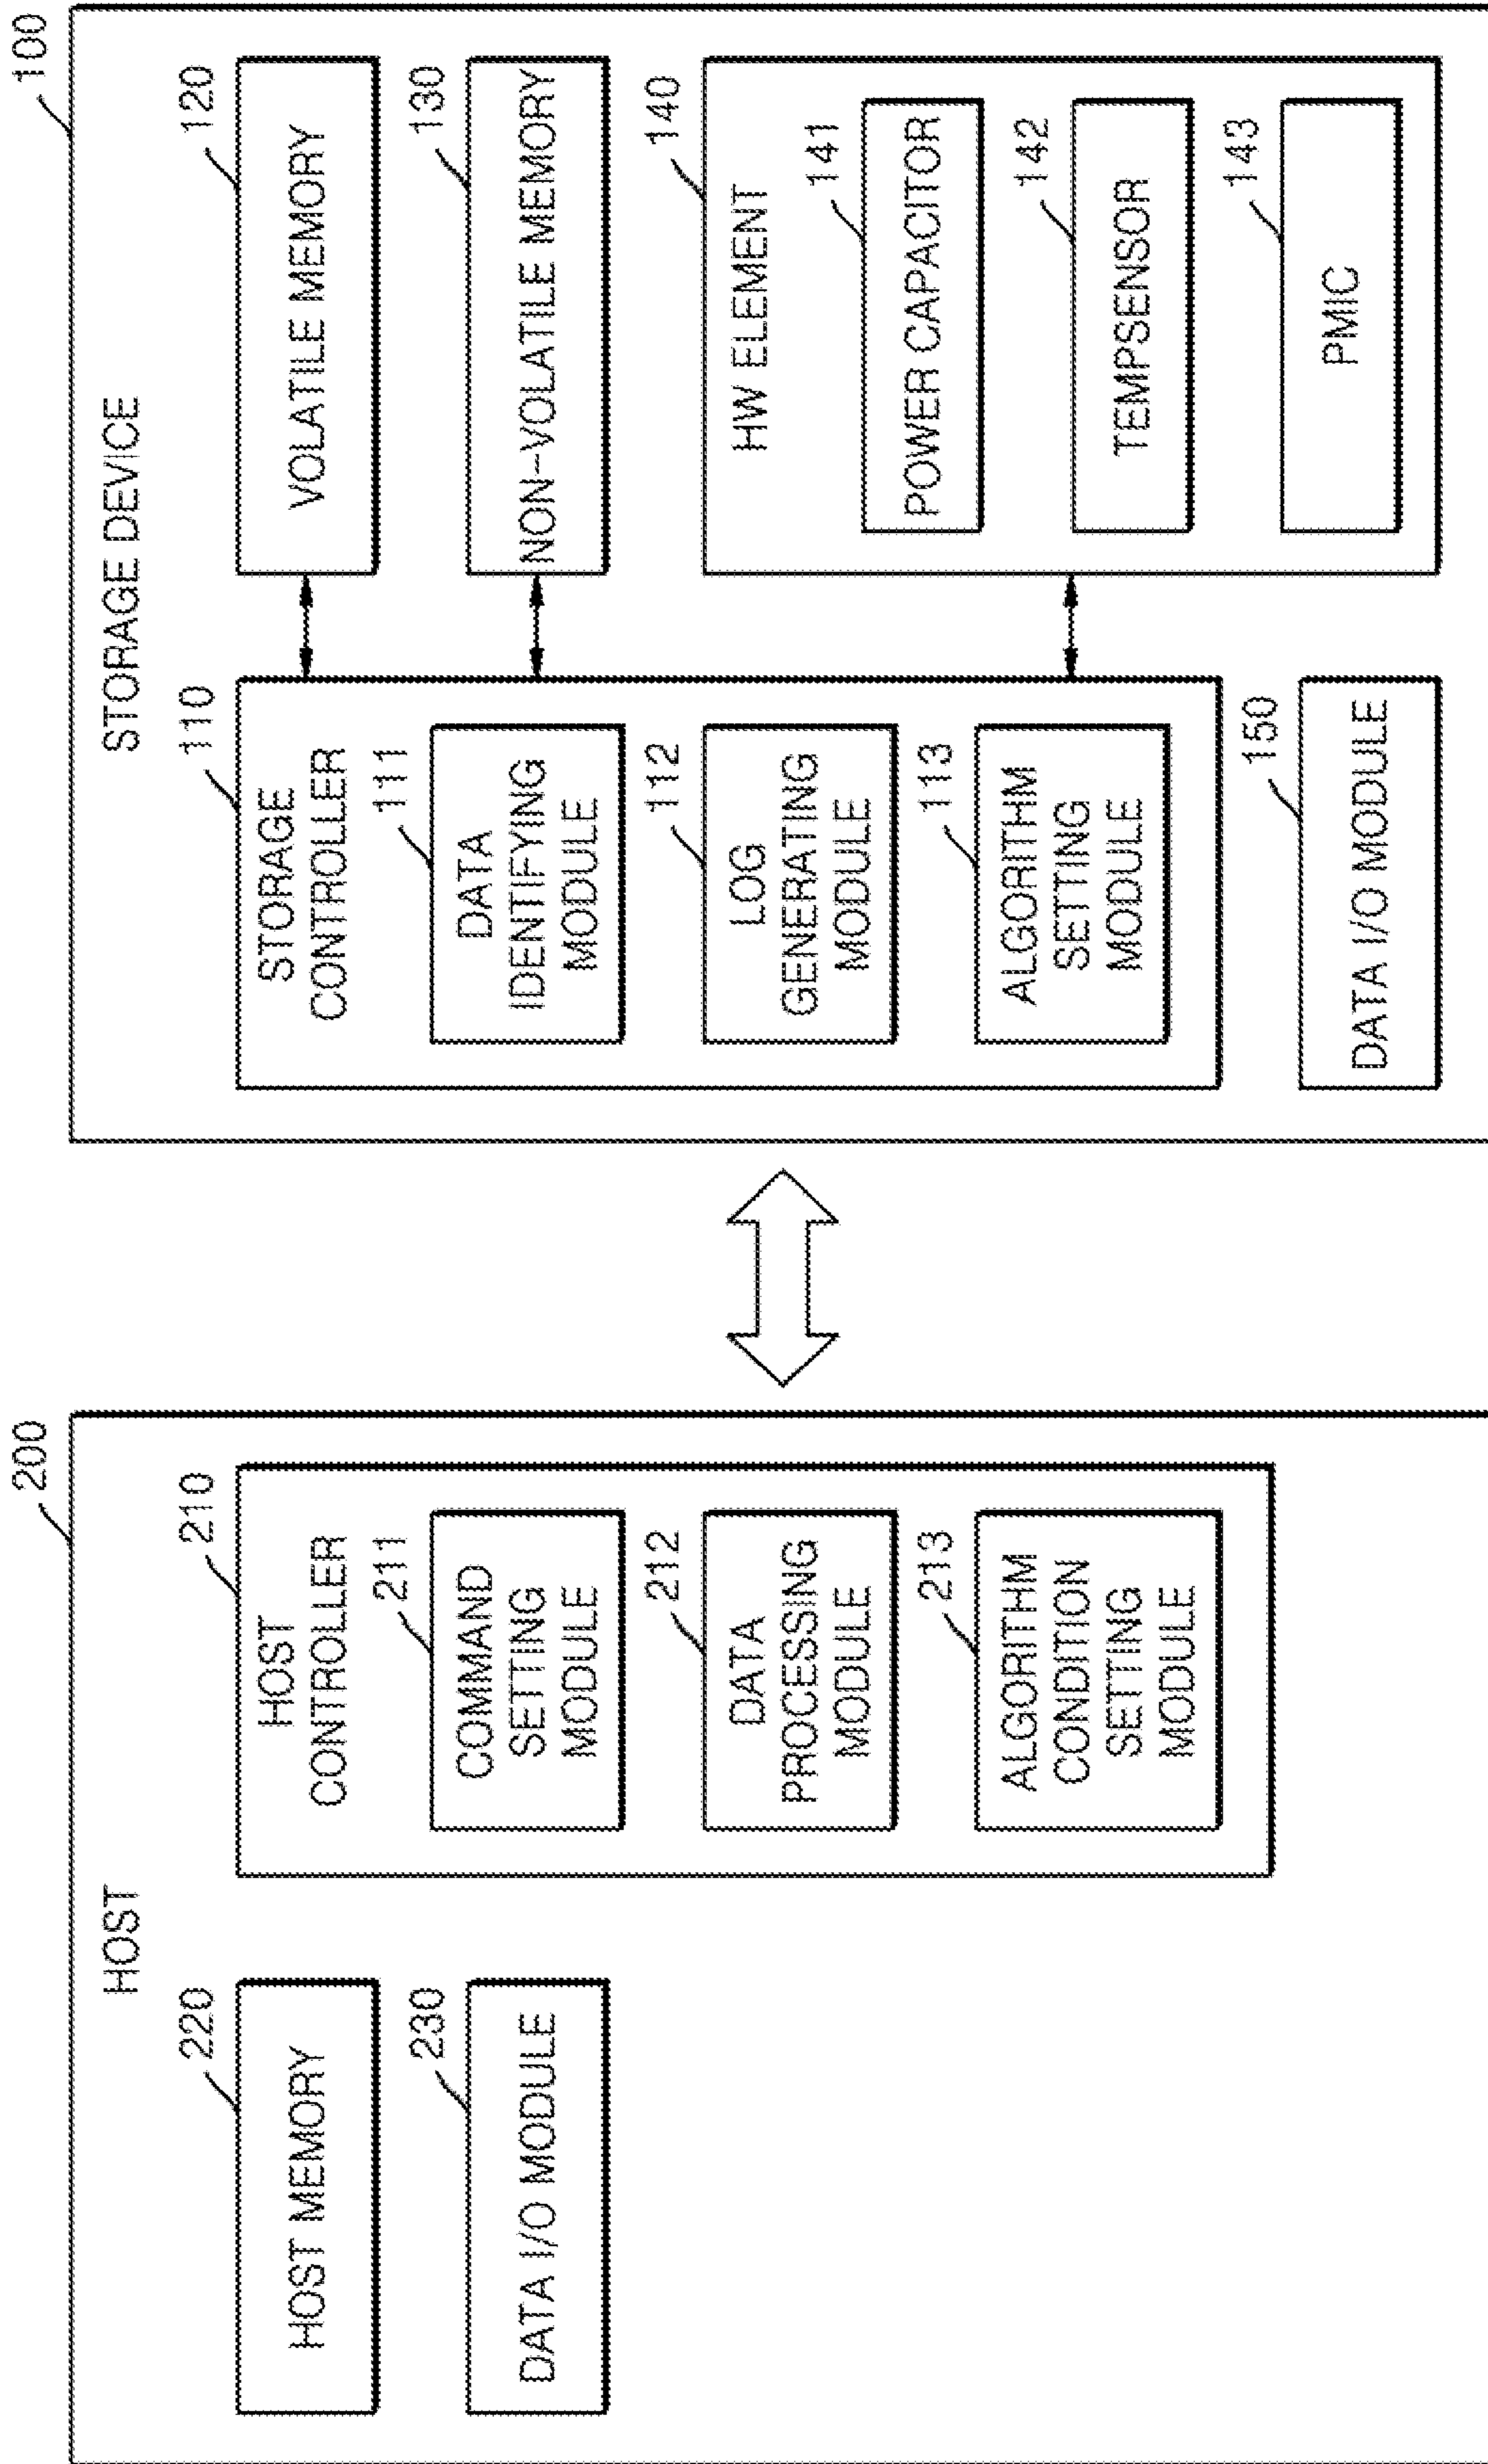 200
HOST
220
HOST MEMORY
230
DATA I/O MODULE
210
HOST
CONTROLLER
211
COMMAND
SETTING
MODULE
212
DATA
PROCESSING
MODULE
213
ALGORITHM
CONDITION
SETTING
MODULE
100
STORAGE DEVICE
110
STORAGE
CONTROLLER
111
DATA
IDENTIFYING
MODULE
112
LOG
GENERATING
MODULE
113
ALGORITHM
SETTING
MODULE
150
DATA I/O MODULE
120
VOLATILE MEMORY
130
NON-VOLATILE MEMORY
140
HW ELEMENT
141
POWER CAPACITOR
142
TEMPSENSOR
143
PMIC